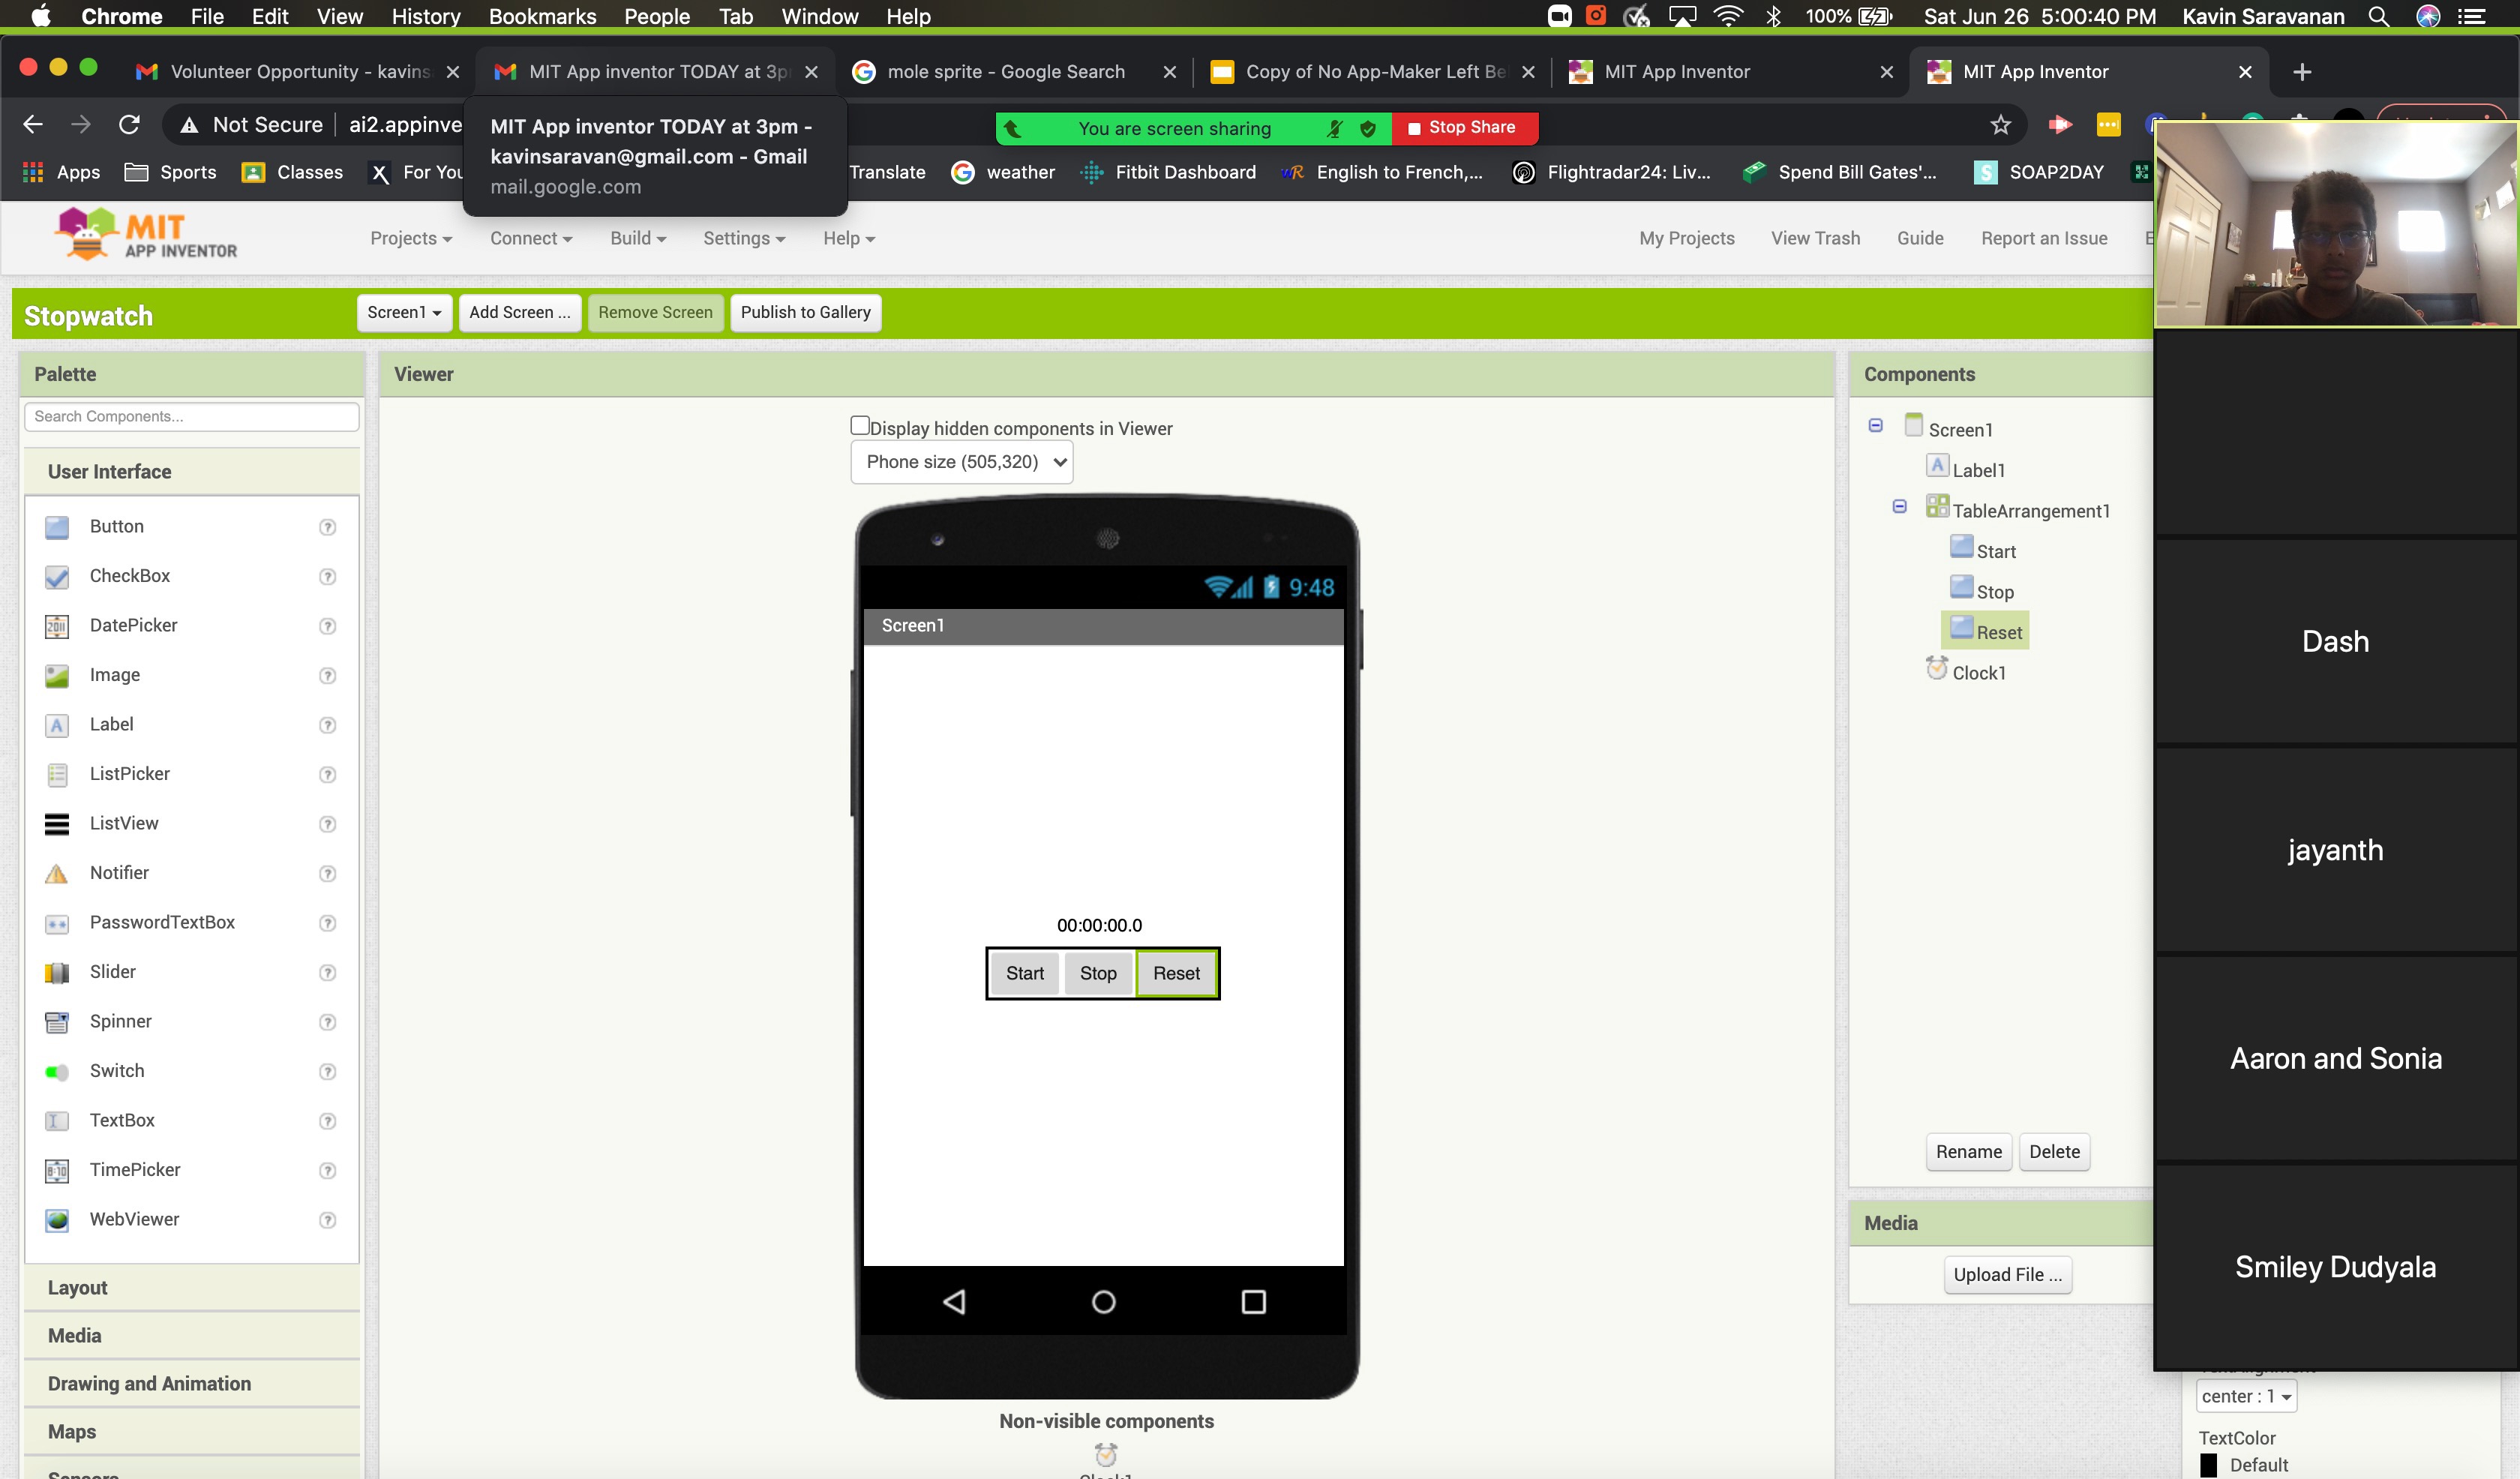 Chrome File Edit View History Bookmarks People Tab Window Help 100% Sat Jun 26 5:00:40 PM Kavin Saravanan
Volunteer Opportunity - kavins
MIT App inventor TODAY at 3p
mole sprite - Google Search
Copy of No App-Maker Left Be
MIT App Inventor
MIT App Inventor
Not Secure ai2.appinve
MIT App inventor TODAY at 3pm -
kavinsaravan@gmail.com - Gmail
mail.google.com
You are screen sharing
Stop Share
Apps Sports Classes X For You Translate weather Fitbit Dashboard wR English to French,... Flightradar24: Liv... Spend Bill Gates'... S SOAP2DAY
MIT
APP INVENTOR
Projects Connect Build Settings Help My Projects View Trash Guide Report an Issue
Stopwatch
Screen1 Add Screen ... Remove Screen Publish to Gallery
Palette
Search Components...
User Interface
Button
CheckBox
DatePicker
Image
Label
ListPicker
ListView
Notifier
PasswordTextBox
Slider
Spinner
Switch
TextBox
TimePicker
WebViewer
Layout
Media
Drawing and Animation
Maps
Sensors
Viewer
Display hidden components in Viewer
Phone size (505,320)
9:48
Screen1
00:00:00.0
Start Stop Reset
Non-visible components
Clock1
Components
Screen1
Label1
TableArrangement1
Start
Stop
Reset
Clock1
Rename Delete
Media
Upload File ...
Dash
jayanth
Aaron and Sonia
Smiley Dudyala
center : 1
TextColor
Default